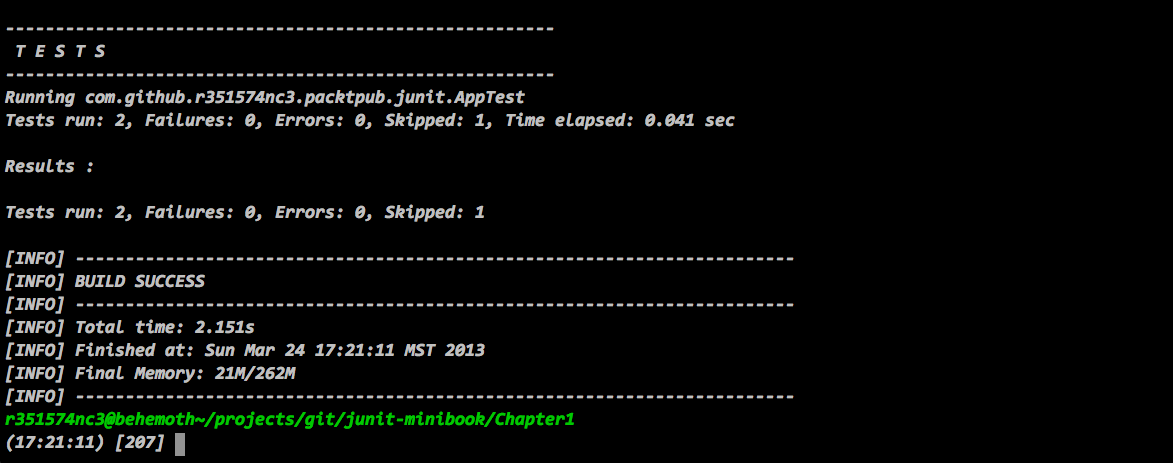 -------------------------------------------------------
 T E S T S
-------------------------------------------------------
Running com.github.r351574nc3.packtpub.junit.AppTest
Tests run: 2, Failures: 0, Errors: 0, Skipped: 1, Time elapsed: 0.041 sec
Results :
Tests run: 2, Failures: 0, Errors: 0, Skipped: 1
[INFO] ------------------------------------------------------------------------
[INFO] BUILD SUCCESS
[INFO] ------------------------------------------------------------------------
[INFO] Total time: 2.151s
[INFO] Finished at: Sun Mar 24 17:21:11 MST 2013
[INFO] Final Memory: 21M/262M
[INFO] ------------------------------------------------------------------------
r351574nc3@behemoth~/projects/git/junit-minibook/Chapter1
(17:21:11) [207]